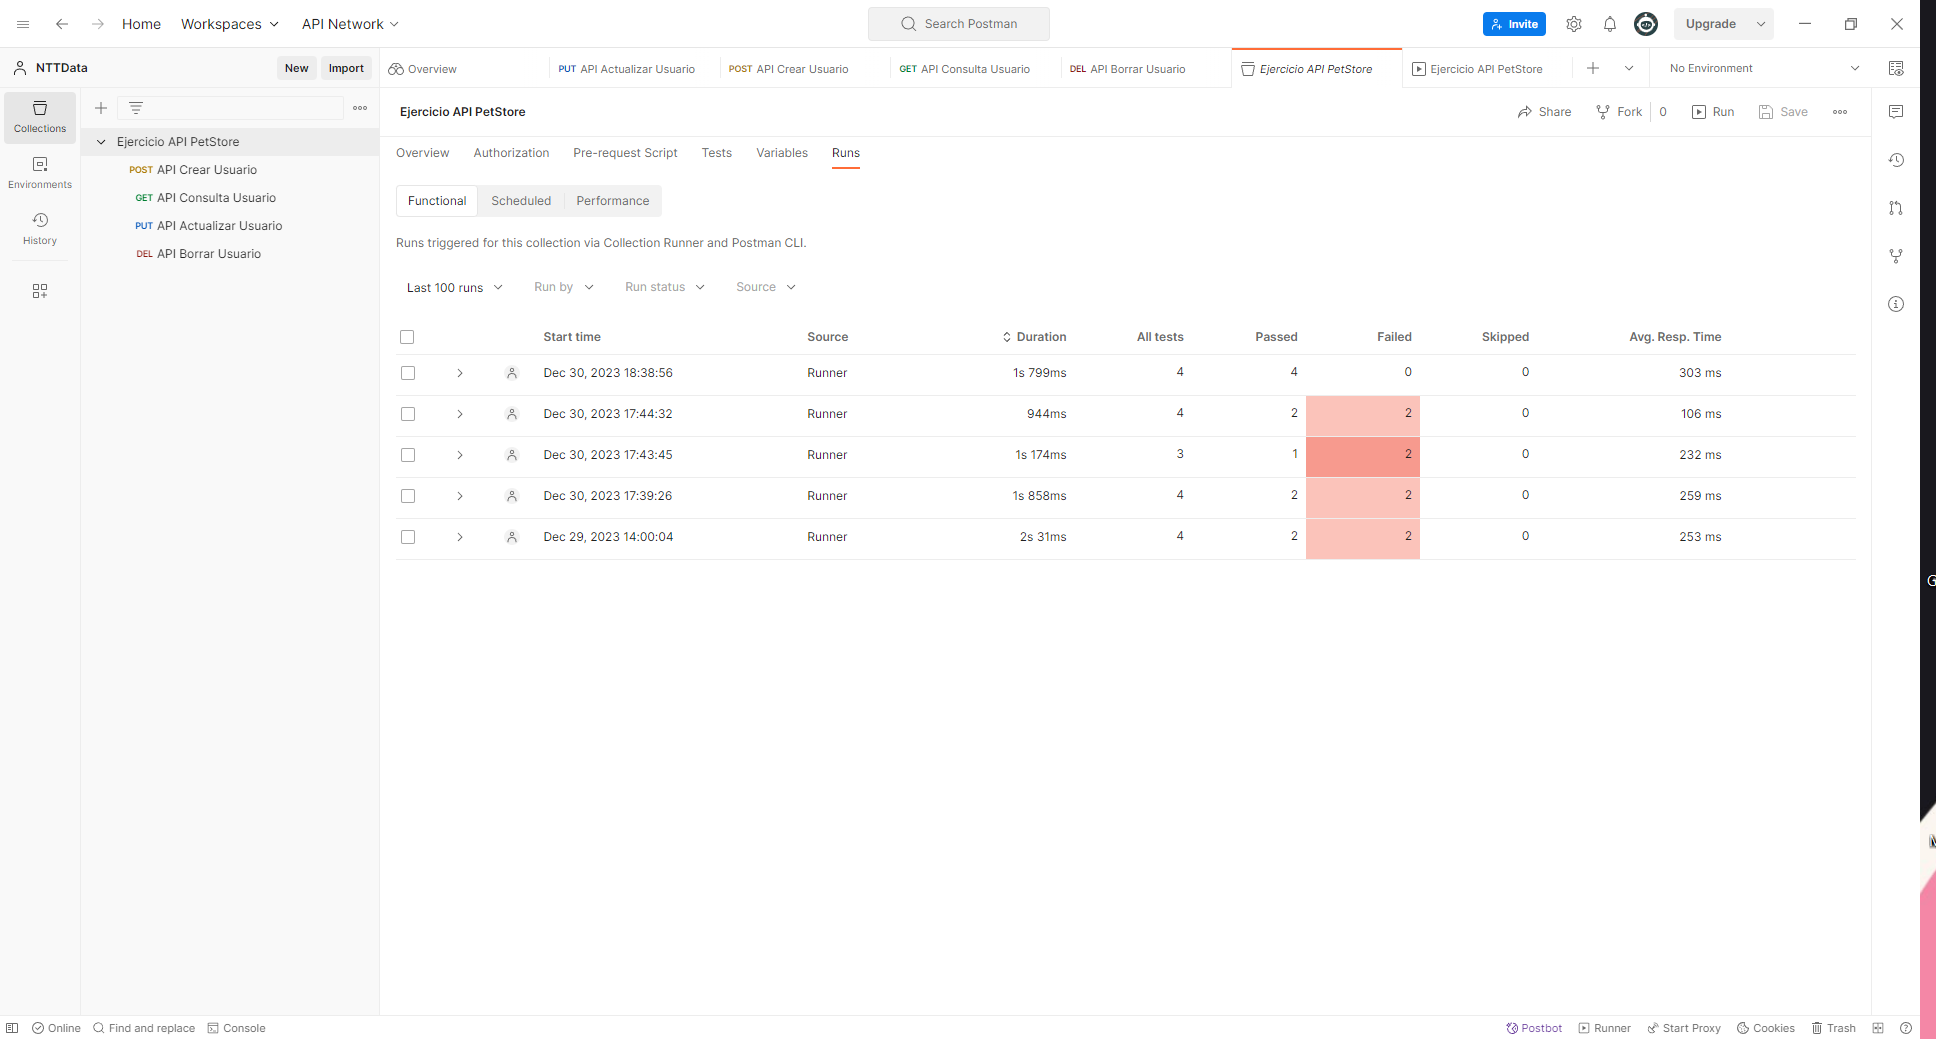 Home Workspaces API Network Search Postman Invite Upgrade
NTTData New Import Overview PUT API Actualizar Usuario POST API Crear Usuario GET API Consulta Usuario DEL API Borrar Usuario Ejercicio API PetStore Ejercicio API PetStore No Environment
Collections
Environments
History
Ejercicio API PetStore
POST API Crear Usuario
GET API Consulta Usuario
PUT API Actualizar Usuario
DEL API Borrar Usuario
Ejercicio API PetStore Share Fork 0 Run Save
Overview Authorization Pre-request Script Tests Variables Runs
Functional Scheduled Performance
Runs triggered for this collection via Collection Runner and Postman CLI.
Last 100 runs Run by Run status Source
Start time Source Duration All tests Passed Failed Skipped Avg. Resp. Time
Dec 30, 2023 18:38:56 Runner 1s 799ms 4 4 0 0 303 ms
Dec 30, 2023 17:44:32 Runner 944ms 4 2 2 0 106 ms
Dec 30, 2023 17:43:45 Runner 1s 174ms 3 1 2 0 232 ms
Dec 30, 2023 17:39:26 Runner 1s 858ms 4 2 2 0 259 ms
Dec 29, 2023 14:00:04 Runner 2s 31ms 4 2 2 0 253 ms
Online Find and replace Console Postbot Runner Start Proxy Cookies Trash